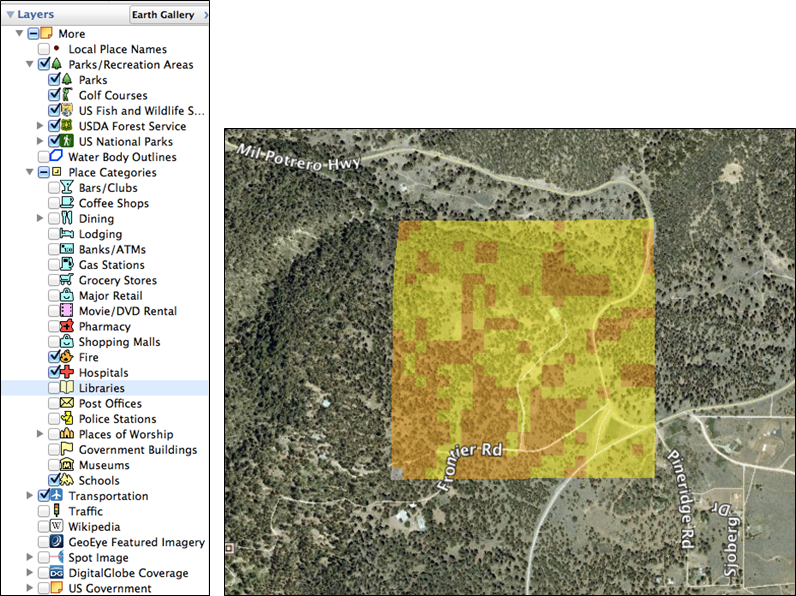 Layers
Earth Gallery
More
Local Place Names
Parks/Recreation Areas
Parks
Golf Courses
US Fish and Wildlife S...
USDA Forest Service
US National Parks
Water Body Outlines
Place Categories
Bars/Clubs
Coffee Shops
Dining
Lodging
Banks/ATMs
Gas Stations
Grocery Stores
Major Retail
Movie/DVD Rental
Pharmacy
Shopping Malls
Fire
Hospitals
Libraries
Post Offices
Police Stations
Places of Worship
Government Buildings
Museums
Schools
Transportation
Traffic
W Wikipedia
GeoEye Featured Imagery
Spot Image
DG DigitalGlobe Coverage
US Government
Mil Potrero Hwy
Frontier Rd
Pineridge Rd
Sjoberg Dr